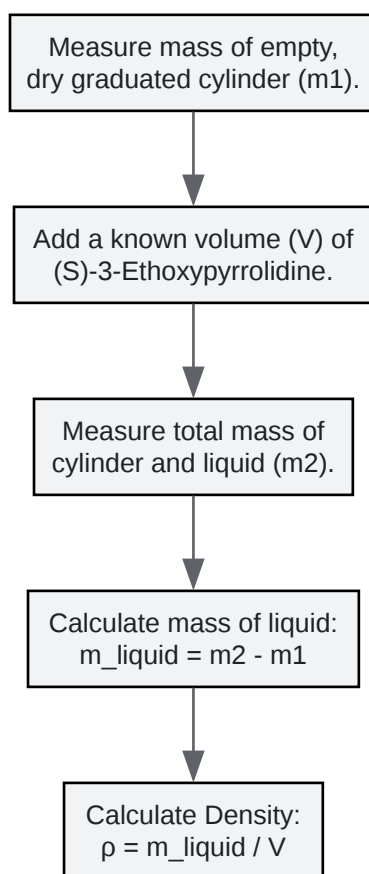 Measure mass of empty,
dry graduated cylinder (m1).
Add a known volume (V) of
(S)-3-Ethoxypyrrolidine.
Measure total mass of
cylinder and liquid (m2).
Calculate mass of liquid:
m_liquid = m2 - m1
Calculate Density:
ρ = m_liquid / V